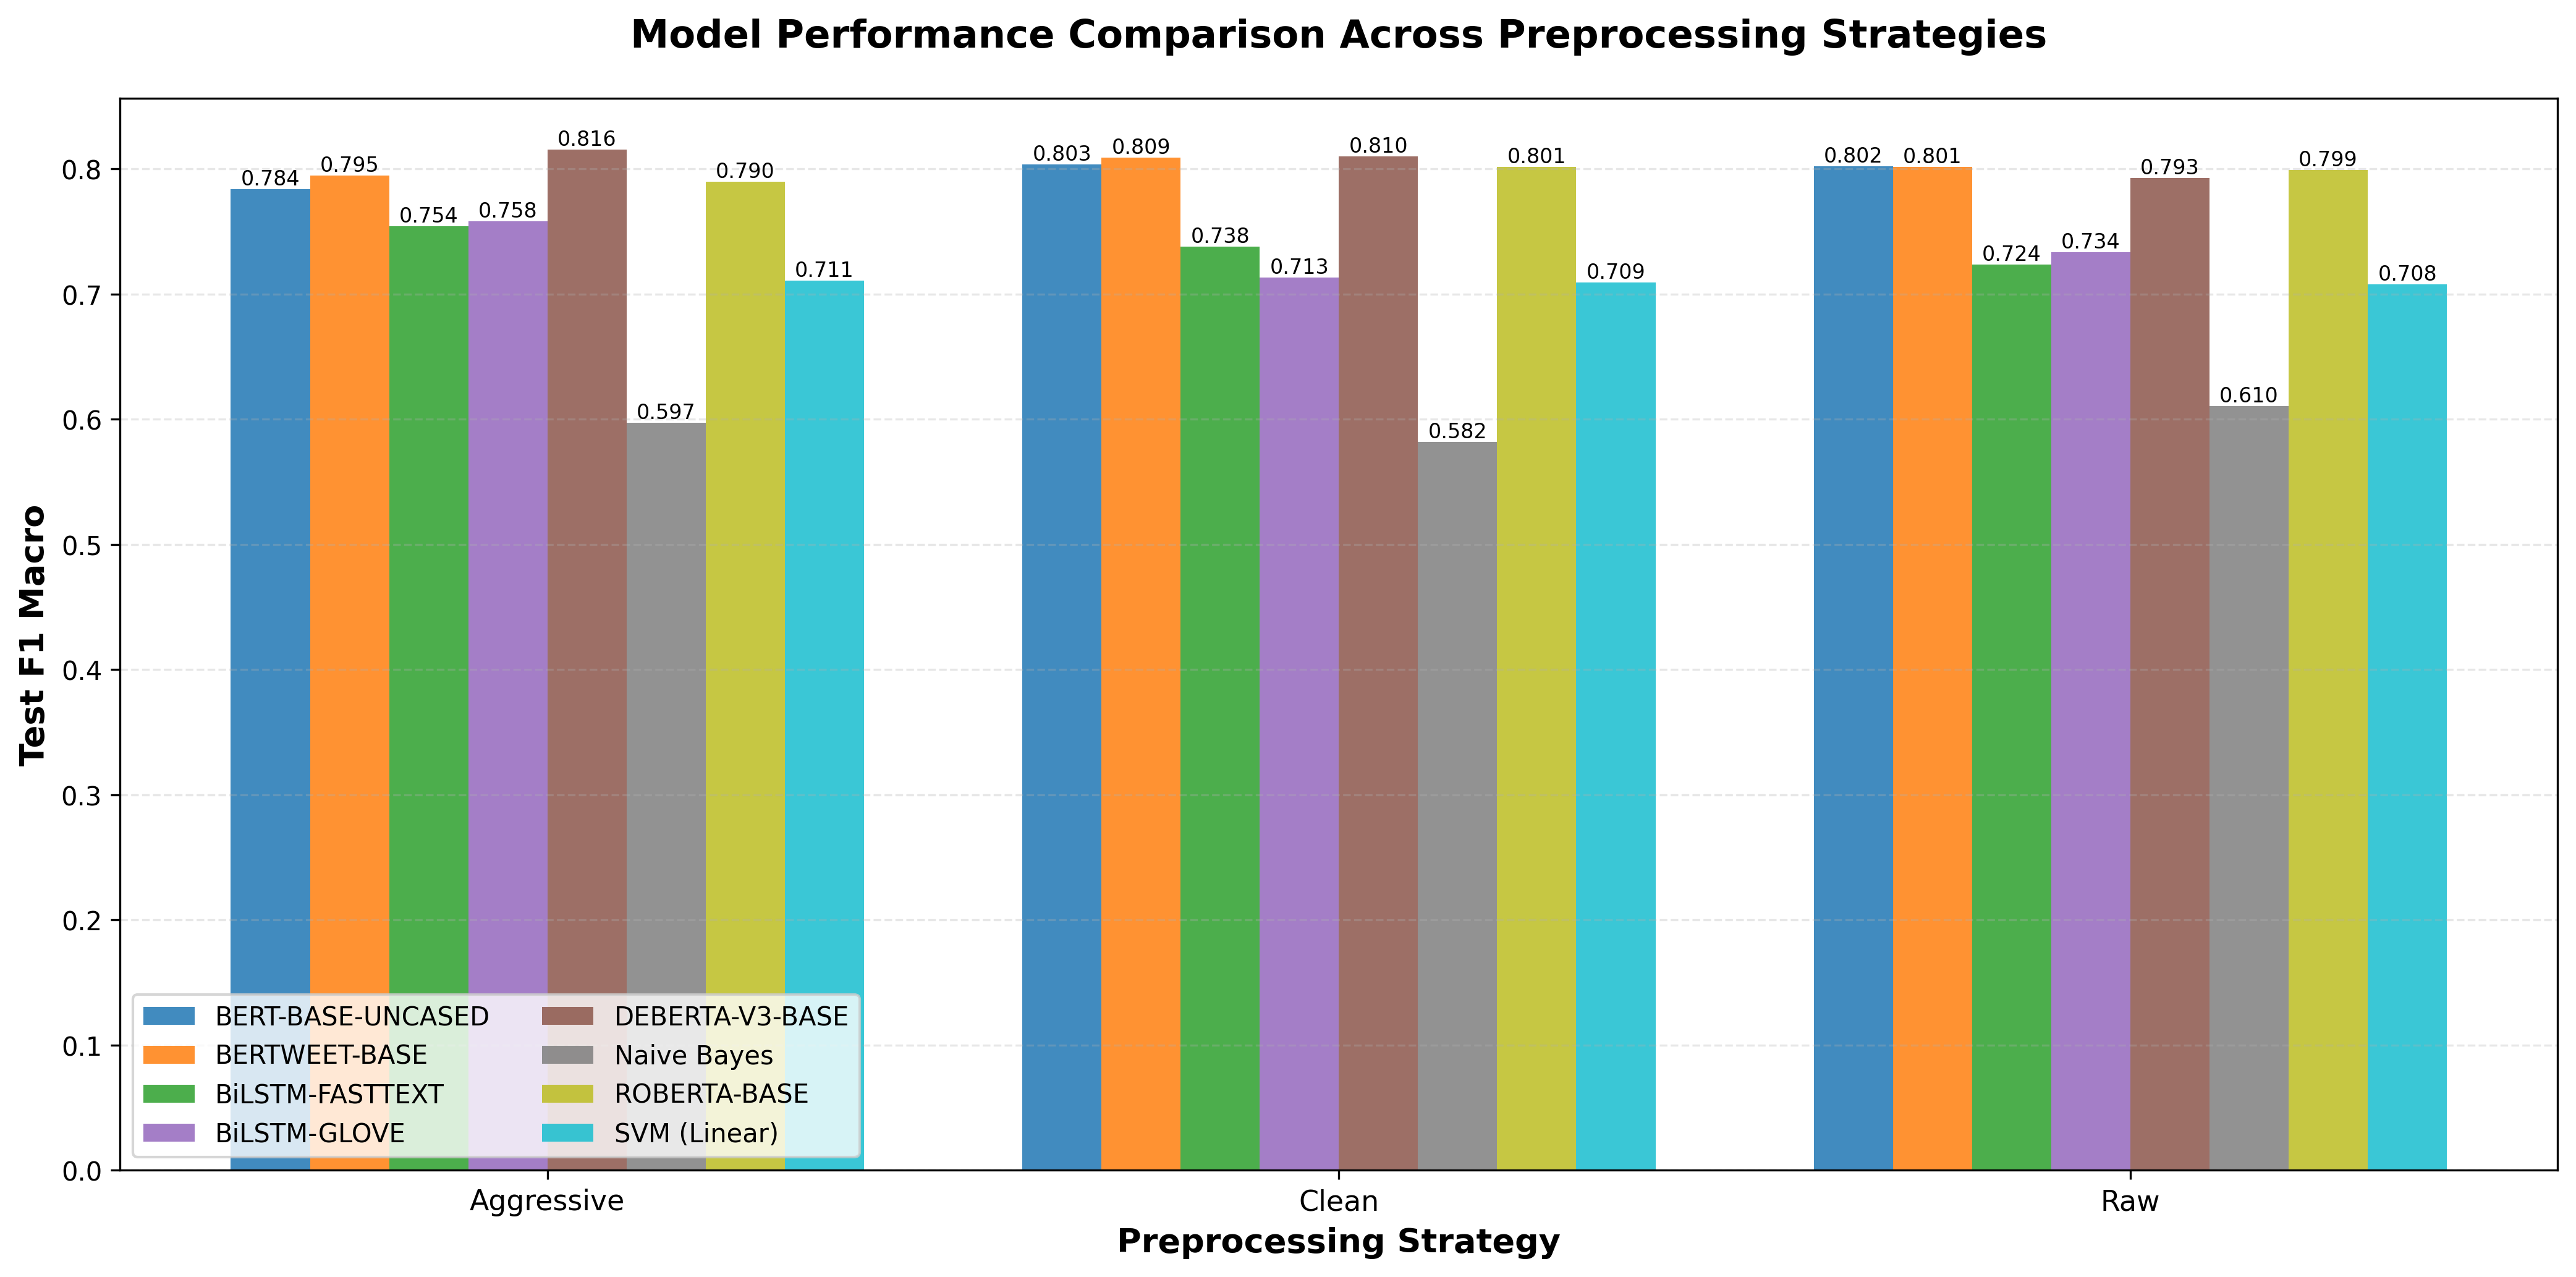 Model Performance Comparison Across Preprocessing Strategies
Test F1 Macro
0.8
0.7
0.6
0.5
0.4
0.3
0.2
0.1
0.0
0.784
0.795
0.754
0.758
0.816
0.597
0.790
0.711
0.803
0.809
0.738
0.713
0.810
0.582
0.801
0.709
0.802
0.801
0.724
0.734
0.793
0.610
0.799
0.708
BERT-BASE-UNCASED
BERTWEET-BASE
BiLSTM-FASTTEXT
BiLSTM-GLOVE
DEBERTA-V3-BASE
Naive Bayes
ROBERTA-BASE
SVM (Linear)
Aggressive
Clean
Raw
Preprocessing Strategy